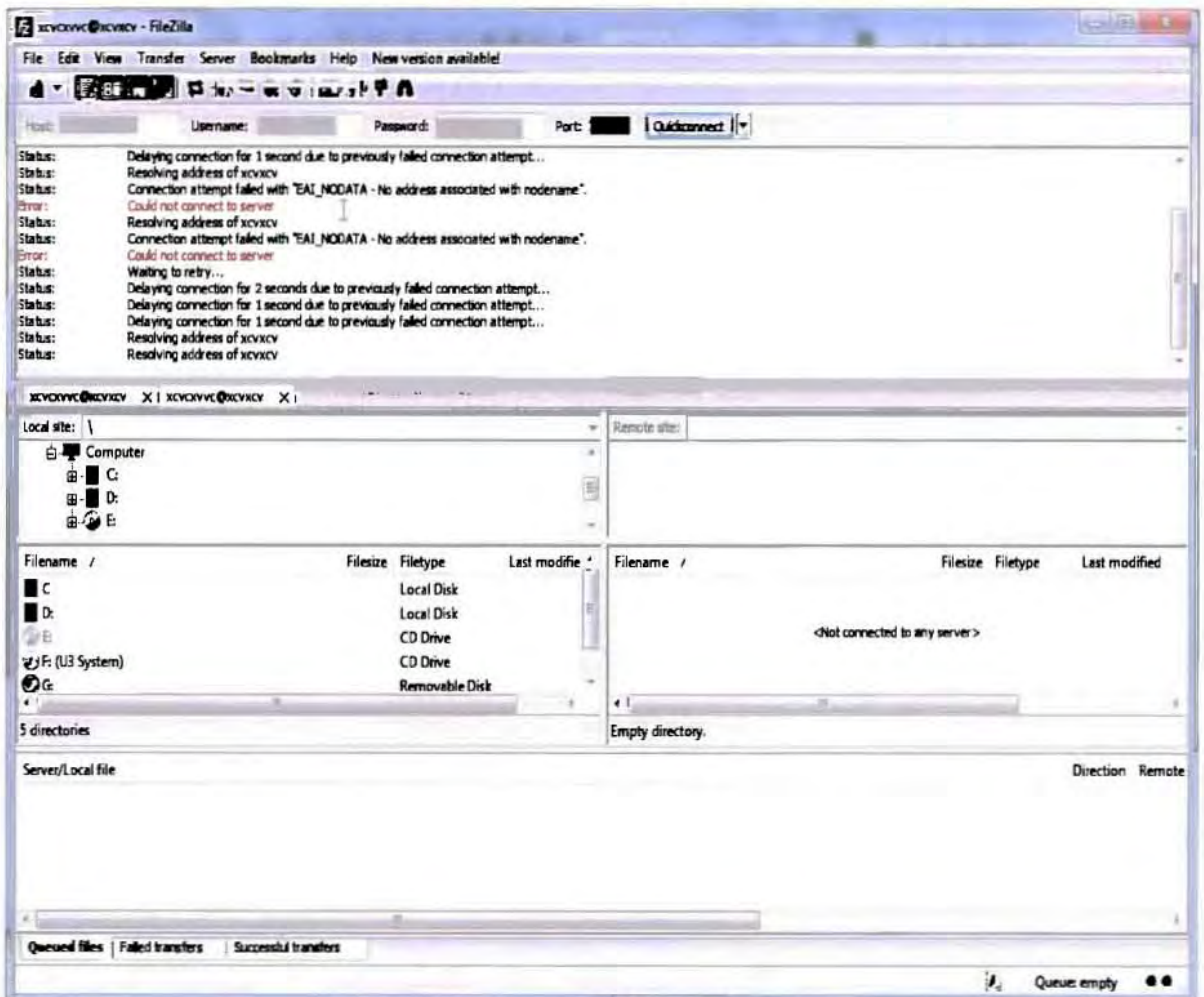 xcvcxvvc@xcvxcv - FileZilla
File Edit View Transfer Server Bookmarks Help New version available!
Host: Username: Password: Port: Quickconnect
Status: Delaying connection for 1 second due to previously failed connection attempt...
Status: Resolving address of xcvxcv
Status: Connection attempt failed with "EAI_NODATA - No address associated with nodename".
Error: Could not connect to server
Status: Resolving address of xcvxcv
Status: Connection attempt failed with "EAI_NODATA - No address associated with nodename".
Error: Could not connect to server
Status: Waiting to retry...
Status: Delaying connection for 2 seconds due to previously failed connection attempt...
Status: Delaying connection for 1 second due to previously failed connection attempt...
Status: Delaying connection for 1 second due to previously failed connection attempt...
Status: Resolving address of xcvxcv
Status: Resolving address of xcvxcv
xcvcxvvc@xcvxcv X xcvcxvvc@xcvxcv X
Local site: \ Remote site:
Computer
C:
D:
E:
Filename / Filesize Filetype Last modifie Filename / Filesize Filetype Last modified
C Local Disk
D: Local Disk
E: CD Drive <Not connected to any server>
F: (U3 System) CD Drive
G: Removable Disk
5 directories Empty directory.
Server/Local file Direction Remote
Queued files Failed transfers Successful transfers
Queue: empty